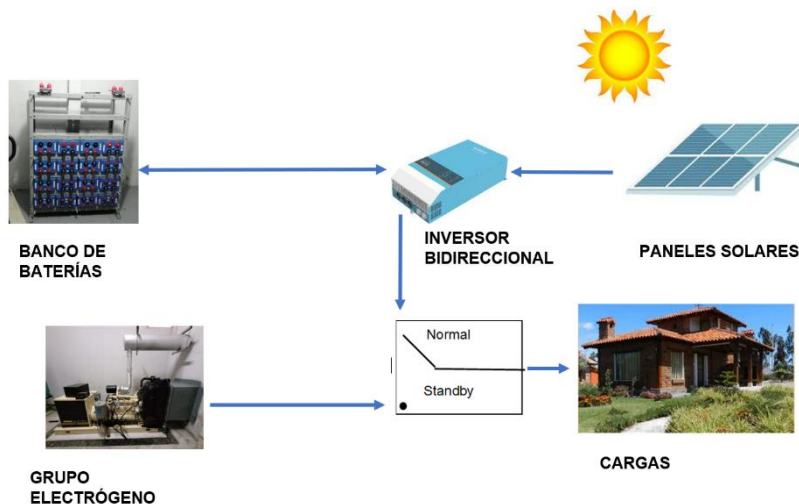 BANCO DE
BATERÍAS
INVERSOR
BIDIRECCIONAL
PANELES SOLARES
Normal
Standby
GRUPO
ELECTRÓGENO
CARGAS